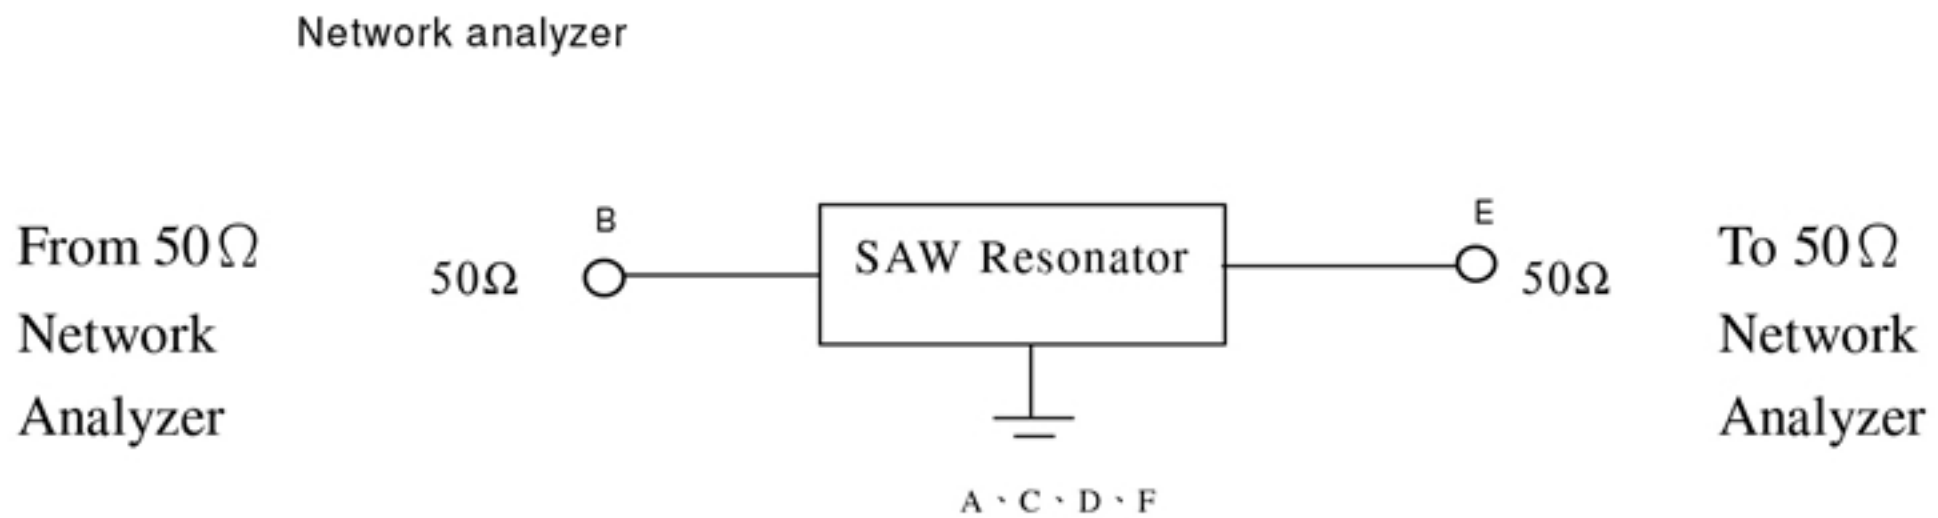 Network analyzer
From 50Ω
Network
Analyzer
50Ω
B
SAW Resonator
E
50Ω
To 50Ω
Network
Analyzer
A、C、D、F